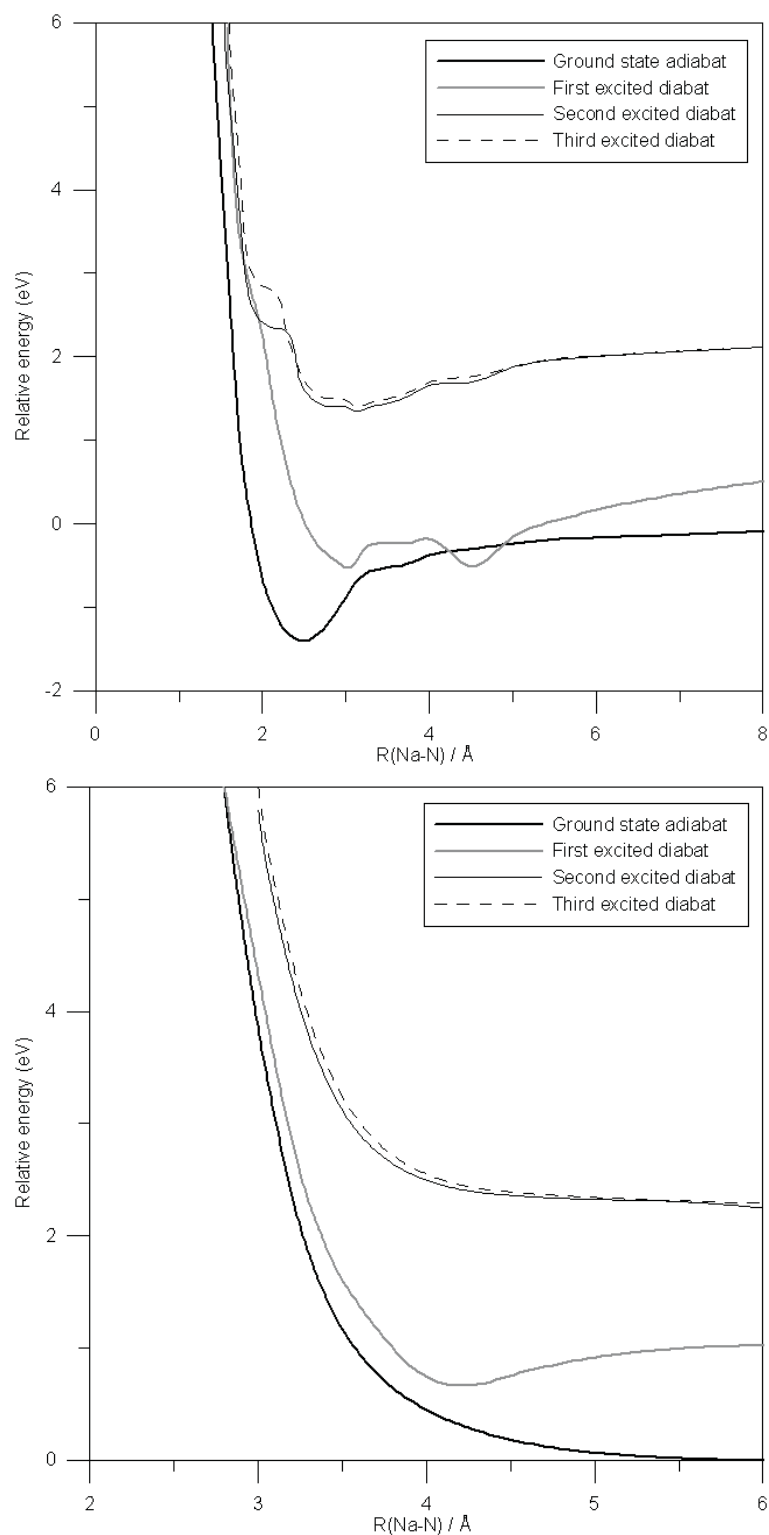 6
Ground state adiabat
First excited diabat
Second excited diabat
Third excited diabat
4
2
0
-2
Relative energy (eV)
0 2 4 6 8
R(Na-N) / Å
6
Ground state adiabat
First excited diabat
Second excited diabat
Third excited diabat
4
2
0
Relative energy (eV)
2 3 4 5 6
R(Na-N) / Å